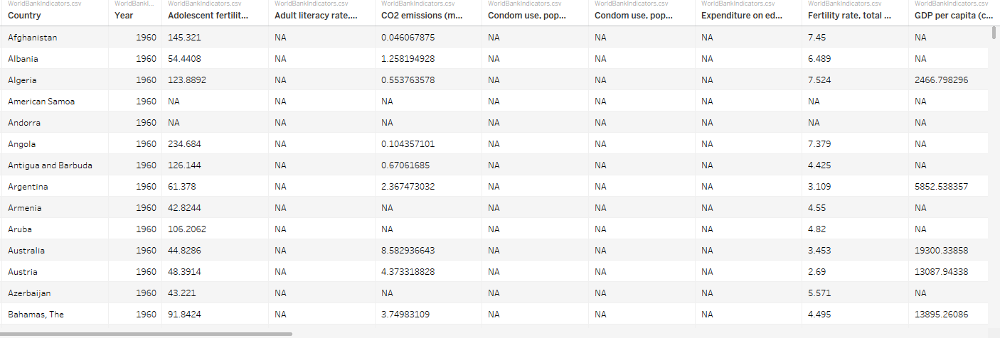 WorldBankIndicators.csv WorldBankI... WorldBankIndicators.csv WorldBankIndicators.csv WorldBankIndicators.csv WorldBankIndicators.csv WorldBankIndicators.csv WorldBankIndicators.csv WorldBankIndicators.csv WorldBankIndicators.csv
Country Year Adolescent fertilit... Adult literacy rate,... CO2 emissions (m... Condom use, pop... Condom use, pop... Expenditure on ed... Fertility rate, total ... GDP per capita (c...
Afghanistan 1960 145.321 NA 0.046067875 NA NA NA 7.45 NA
Albania 1960 54.4408 NA 1.258194928 NA NA NA 6.489 NA
Algeria 1960 123.8892 NA 0.553763578 NA NA NA 7.524 2466.798296
American Samoa 1960 NA NA NA NA NA NA NA NA
Andorra 1960 NA NA NA NA NA NA NA NA
Angola 1960 234.684 NA 0.104357101 NA NA NA 7.379 NA
Antigua and Barbuda 1960 126.144 NA 0.67061685 NA NA NA 4.425 NA
Argentina 1960 61.378 NA 2.367473032 NA NA NA 3.109 5852.538357
Armenia 1960 42.8244 NA NA NA NA NA 4.55 NA
Aruba 1960 106.2062 NA NA NA NA NA 4.82 NA
Australia 1960 44.8286 NA 8.582936643 NA NA NA 3.453 19300.33858
Austria 1960 48.3914 NA 4.373318828 NA NA NA 2.69 13087.94338
Azerbaijan 1960 43.221 NA NA NA NA NA 5.571 NA
Bahamas, The 1960 91.8424 NA 3.74983109 NA NA NA 4.495 13895.26086